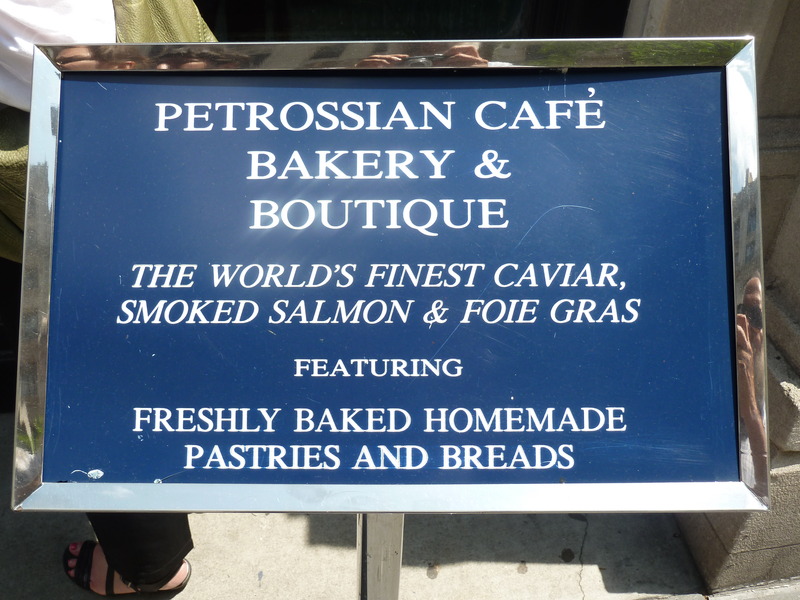 PETROSSIAN CAFÉ
BAKERY &
BOUTIQUE
THE WORLD'S FINEST CAVIAR,
SMOKED SALMON & FOIE GRAS
FEATURING
FRESHLY BAKED HOMEMADE
PASTRIES AND BREADS